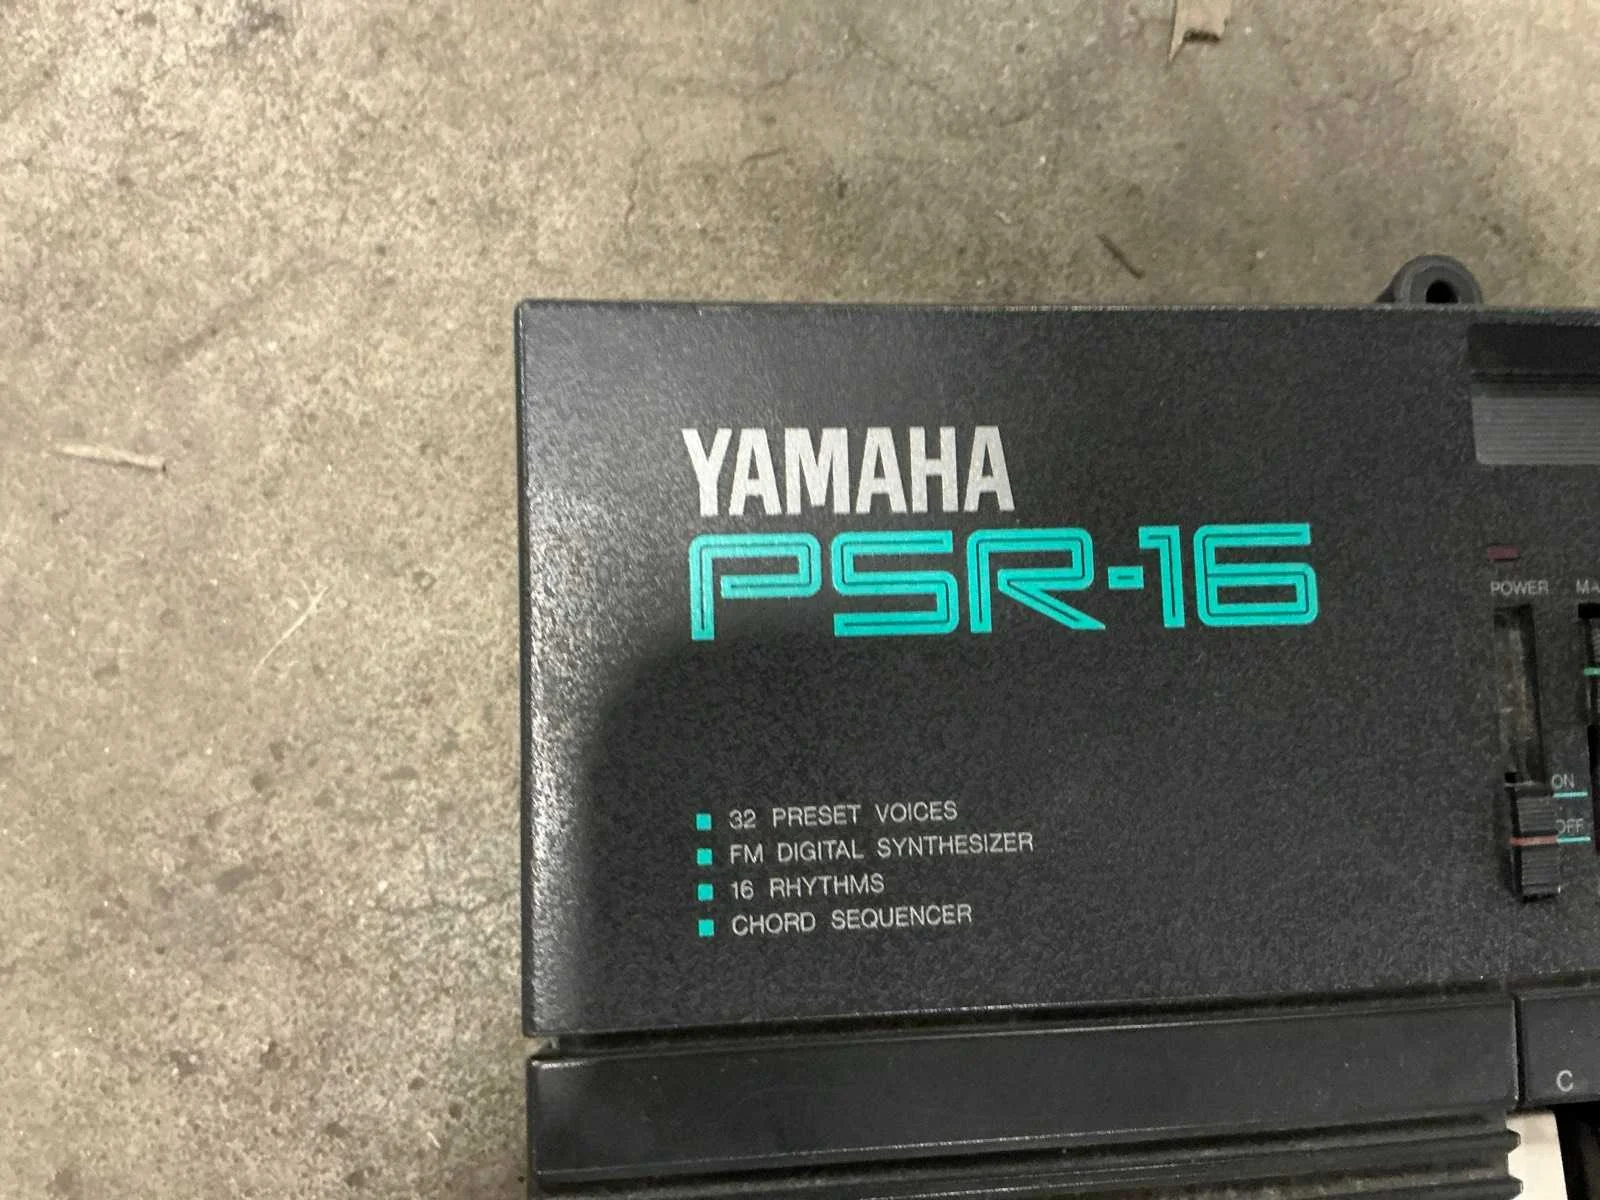 YAMAHA
PSR-16
POWER
ON
OFF
32 PRESET VOICES
FM DIGITAL SYNTHESIZER
16 RHYTHMS
CHORD SEQUENCER
C